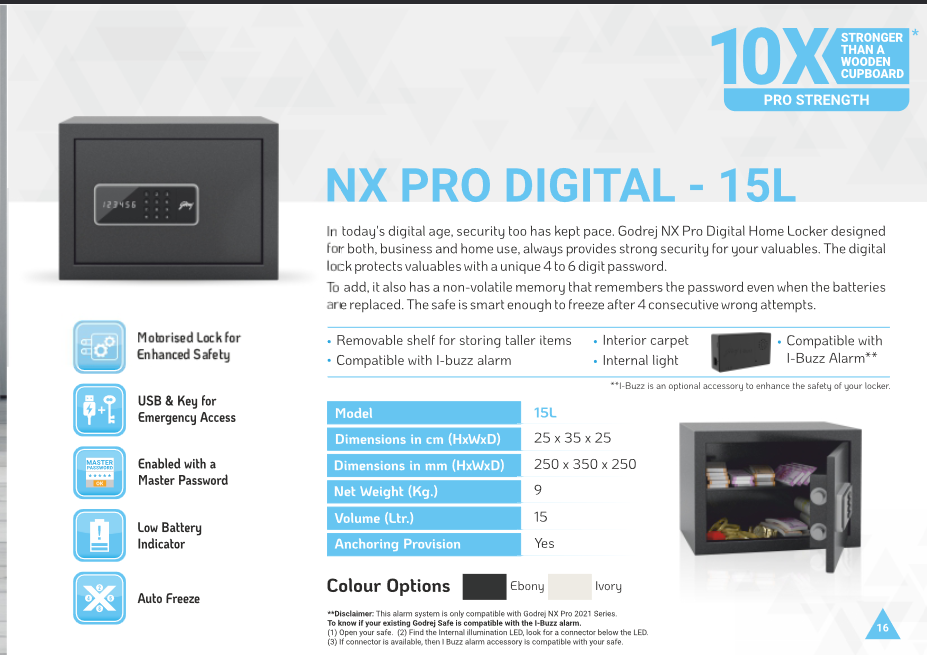 10X
STRONGER
THAN A
WOODEN
CUPBOARD
*
PRO STRENGTH
123456
Godrej
NX PRO DIGITAL - 15L
In today's digital age, security too has kept pace. Godrej NX Pro Digital Home Locker designed
for both, business and home use, always provides strong security for your valuables. The digital
lock protects valuables with a unique 4 to 6 digit password.
To add, it also has a non-volatile memory that remembers the password even when the batteries
are replaced. The safe is smart enough to freeze after 4 consecutive wrong attempts.
• Removable shelf for storing taller items
• Compatible with I-buzz alarm
• Interior carpet
• Internal light
• Compatible with
I-Buzz Alarm**
**I-Buzz is an optional accessory to enhance the safety of your locker.
Motorised Lock for
Enhanced Safety
USB & Key for
Emergency Access
MASTER
PASSWORD
*****
OK
Enabled with a
Master Password
Low Battery
Indicator
Auto Freeze
Model 15L
Dimensions in cm (HxWxD) 25 x 35 x 25
Dimensions in mm (HxWxD) 250 x 350 x 250
Net Weight (Kg.) 9
Volume (Ltr.) 15
Anchoring Provision Yes
Colour Options Ebony Ivory
**Disclaimer: This alarm system is only compatible with Godrej NX Pro 2021 Series.
To know if your existing Godrej Safe is compatible with the I-Buzz alarm.
(1) Open your safe. (2) Find the Internal illumination LED, look for a connector below the LED.
(3) If connector is available, then I Buzz alarm accessory is compatible with your safe.
16